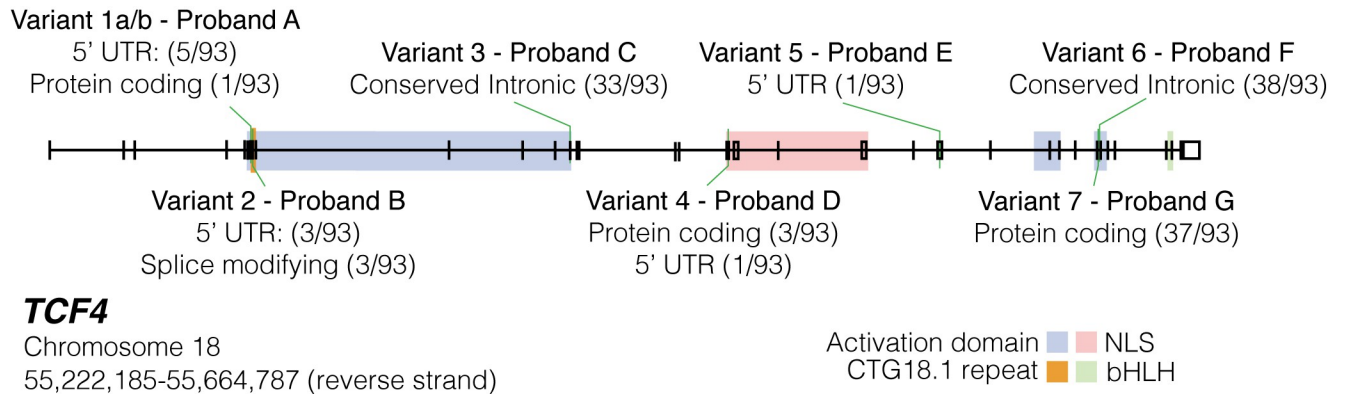 Variant 1a/b - Proband A
5’ UTR: (5/93)
Protein coding (1/93)
Variant 3 - Proband C
Conserved Intronic (33/93)
Variant 5 - Proband E
5’ UTR (1/93)
Variant 6 - Proband F
Conserved Intronic (38/93)
Variant 2 - Proband B
5’ UTR: (3/93)
Splice modifying (3/93)
Variant 4 - Proband D
Protein coding (3/93)
5’ UTR (1/93)
Variant 7 - Proband G
Protein coding (37/93)
TCF4
Chromosome 18
55,222,185-55,664,787 (reverse strand)
Activation domain
NLS
CTG18.1 repeat
bHLH